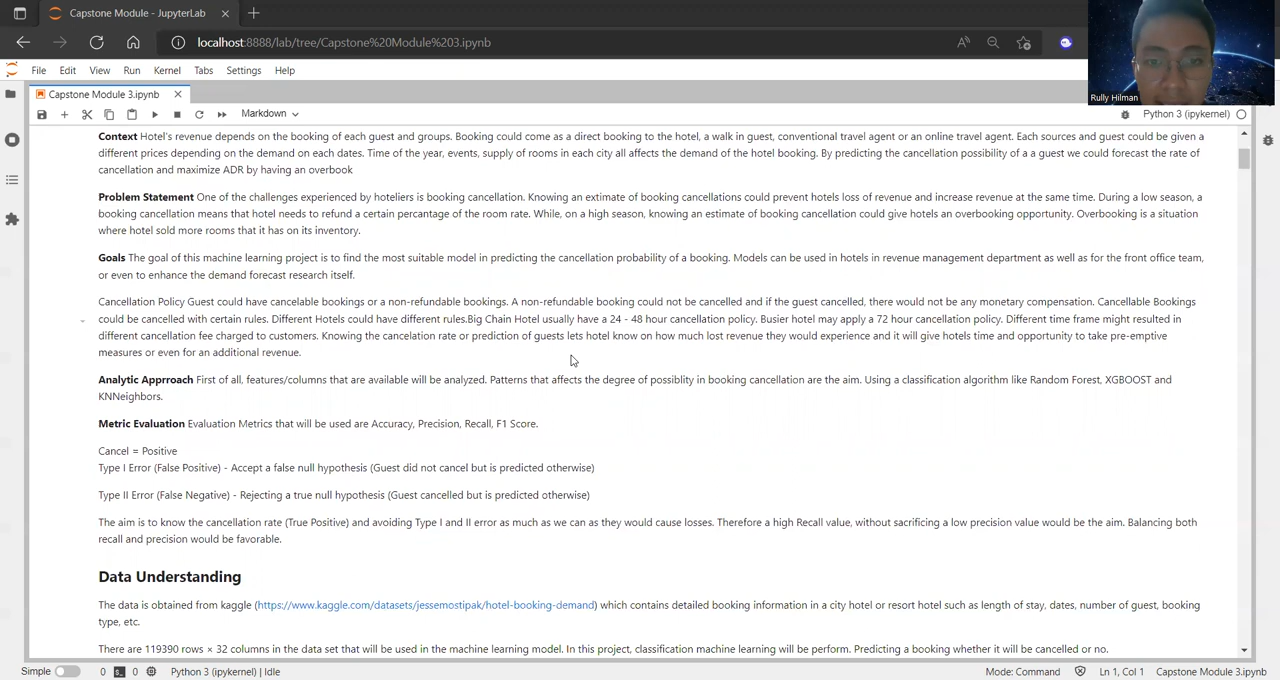 Capstone Module - JupyterLab
localhost:8888/lab/tree/Capstone%20Module%203.ipynb
Rully Hilman
File Edit View Run Kernel Tabs Settings Help
Capstone Module 3.ipynb
Markdown
Python 3 (ipykernel)
Context Hotel's revenue depends on the booking of each guest and groups. Booking could come as a direct booking to the hotel, a walk in guest, conventional travel agent or an online travel agent. Each sources and guest could be given a
different prices depending on the demand on each dates. Time of the year, events, supply of rooms in each city all affects the demand of the hotel booking. By predicting the cancellation possibility of a a guest we could forecast the rate of
cancellation and maximize ADR by having an overbook
Problem Statement One of the challenges experienced by hoteliers is booking cancellation. Knowing an estimate of booking cancellations could prevent hotels loss of revenue and increase revenue at the same time. During a low season, a
booking cancellation means that hotel needs to refund a certain percentage of the room rate. While, on a high season, knowing an estimate of booking cancellation could give hotels an overbooking opportunity. Overbooking is a situation
where hotel sold more rooms that it has on its inventory.
Goals The goal of this machine learning project is to find the most suitable model in predicting the cancellation probability of a booking. Models can be used in hotels in revenue management department as well as for the front office team,
or even to enhance the demand forecast research itself.
Cancellation Policy Guest could have cancelable bookings or a non-refundable bookings. A non-refundable booking could not be cancelled and if the guest cancelled, there would not be any monetary compensation. Cancellable Bookings
could be cancelled with certain rules. Different Hotels could have different rules.Big Chain Hotel usually have a 24 - 48 hour cancellation policy. Busier hotel may apply a 72 hour cancellation policy. Different time frame might resulted in
different cancellation fee charged to customers. Knowing the cancelation rate or prediction of guests lets hotel know on how much lost revenue they would experience and it will give hotels time and opportunity to take pre-emptive
measures or even for an additional revenue.
Analytic Apprroach First of all, features/columns that are available will be analyzed. Patterns that affects the degree of possiblity in booking cancellation are the aim. Using a classification algorithm like Random Forest, XGBOOST and
KNNeighbors.
Metric Evaluation Evaluation Metrics that will be used are Accuracy, Precision, Recall, F1 Score.
Cancel = Positive
Type I Error (False Positive) - Accept a false null hypothesis (Guest did not cancel but is predicted otherwise)
Type II Error (False Negative) - Rejecting a true null hypothesis (Guest cancelled but is predicted otherwise)
The aim is to know the cancellation rate (True Positive) and avoiding Type I and II error as much as we can as they would cause losses. Therefore a high Recall value, without sacrificing a low precision value would be the aim. Balancing both
recall and precision would be favorable.
Data Understanding
The data is obtained from kaggle (https://www.kaggle.com/datasets/jessemostipak/hotel-booking-demand) which contains detailed booking information in a city hotel or resort hotel such as length of stay, dates, number of guest, booking
type, etc.
There are 119390 rows × 32 columns in the data set that will be used in the machine learning model. In this project, classification machine learning will be perform. Predicting a booking whether it will be cancelled or no.
Simple 0 0 Python 3 (ipykernel) | Idle Mode: Command Ln 1, Col 1 Capstone Module 3.ipynb